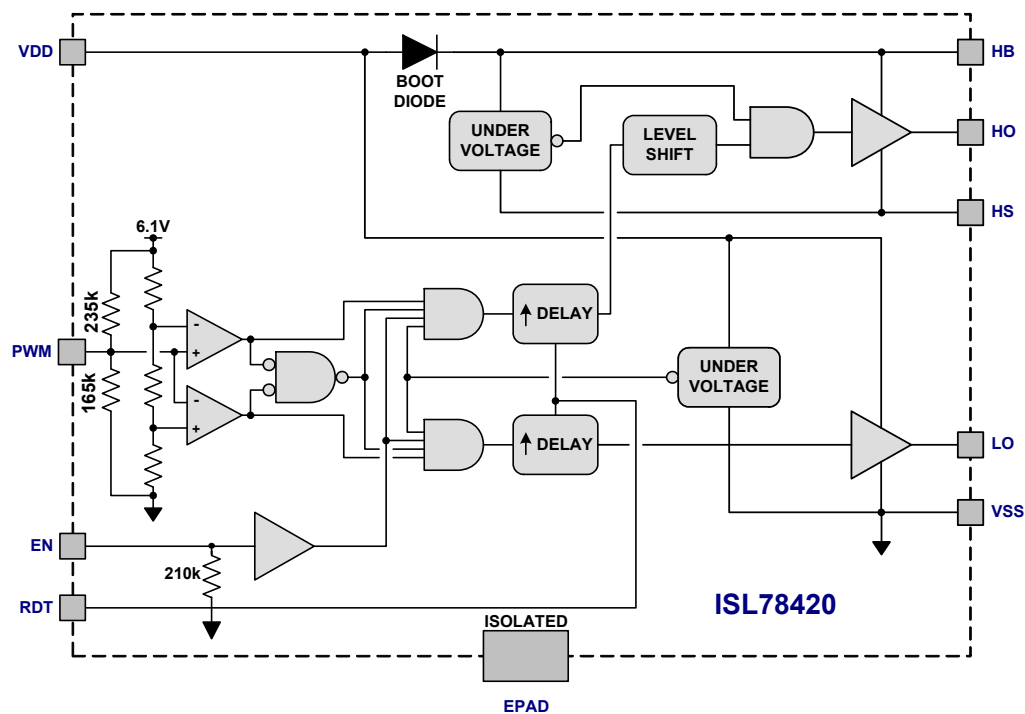 VDD
HB
BOOT
DIODE
UNDER
VOLTAGE
LEVEL
SHIFT
HO
HS
6.1V
235k
165k
-
+
-
+
PWM
↑ DELAY
↑ DELAY
UNDER
VOLTAGE
LO
VSS
EN
210k
RDT
ISL78420
ISOLATED
EPAD